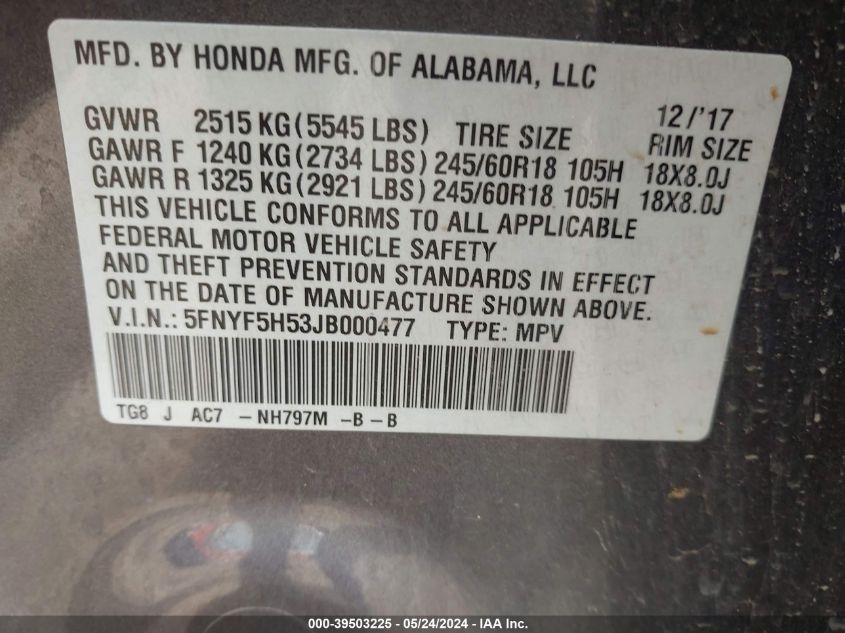 MFD. BY HONDA MFG. OF ALABAMA, LLC
12/'17
GVWR 2515 KG(5545 LBS) TIRE SIZE RIM SIZE
GAWR F 1240 KG(2734 LBS) 245/60R18 105H 18X8.0J
GAWR R 1325 KG(2921 LBS) 245/60R18 105H 18X8.0J
THIS VEHICLE CONFORMS TO ALL APPLICABLE
FEDERAL MOTOR VEHICLE SAFETY
AND THEFT PREVENTION STANDARDS IN EFFECT
ON THE DATE OF MANUFACTURE SHOWN ABOVE.
V.I.N.: 5FNYF5H53JB000477 TYPE: MPV
TG8 J AC7 - NH797M -B - B
000-39503225 - 05/24/2024 - IAA Inc.